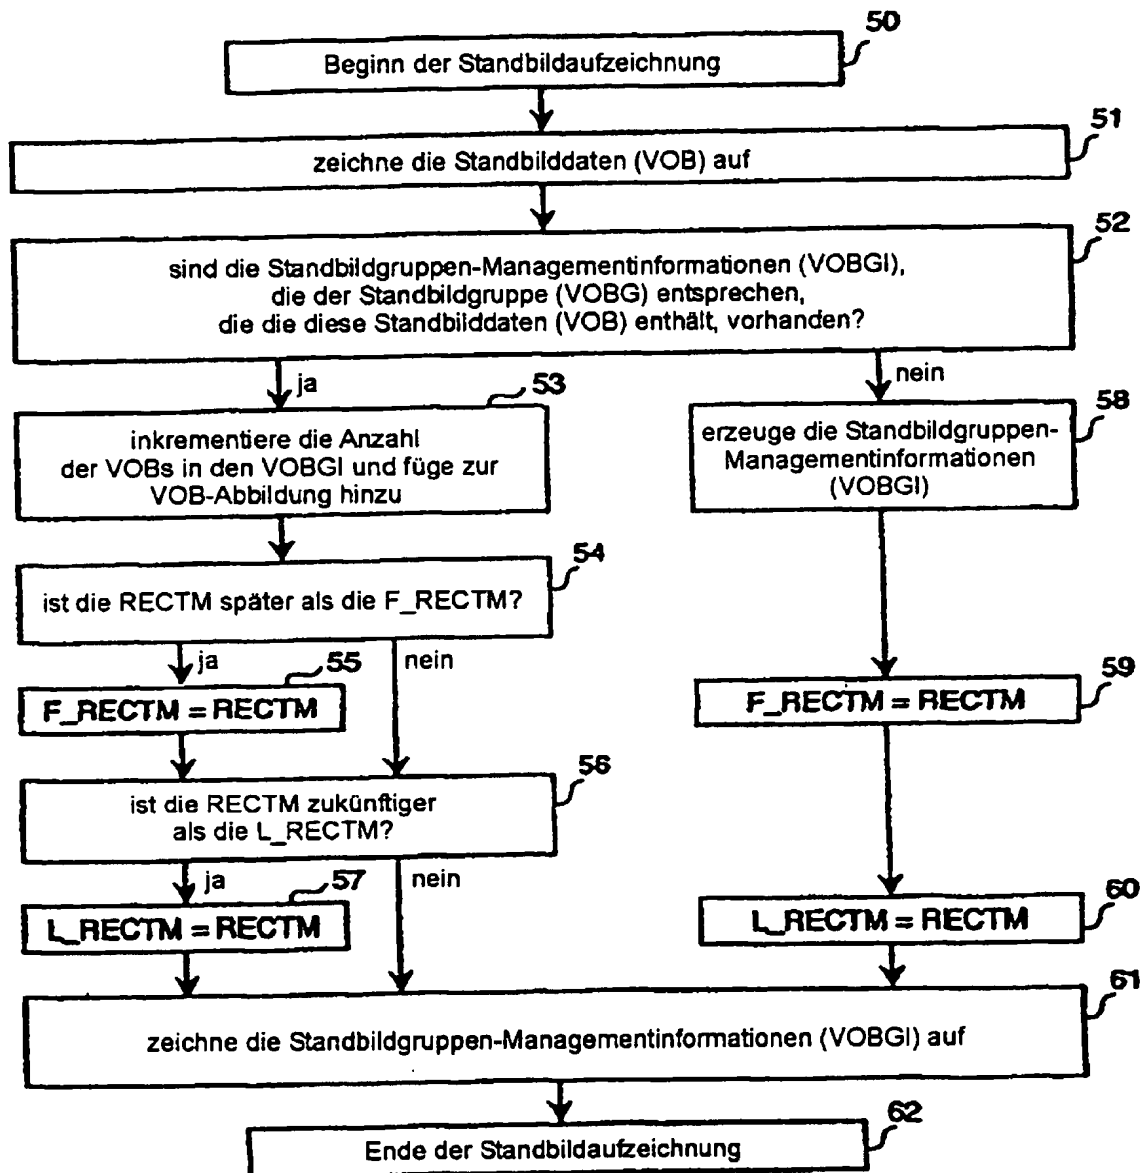 50
Beginn der Standbildaufzeichnung
51
zeichne die Standbilddaten (VOB) auf
52
sind die Standbildgruppen-Managementinformationen (VOBGI),
die der Standbildgruppe (VOBG) entsprechen,
die die diese Standbilddaten (VOB) enthält, vorhanden?
ja
nein
53
inkrementiere die Anzahl
der VOBs in den VOBGI und füge zur
VOB-Abbildung hinzu
58
erzeuge die Standbildgruppen-
Managementinformationen
(VOBGI)
54
ist die RECTM später als die F_RECTM?
ja
nein
55
F_RECTM = RECTM
59
F_RECTM = RECTM
56
ist die RECTM zukünftiger
als die L_RECTM?
ja
nein
57
L_RECTM = RECTM
60
L_RECTM = RECTM
61
zeichne die Standbildgruppen-Managementinformationen (VOBGI) auf
62
Ende der Standbildaufzeichnung